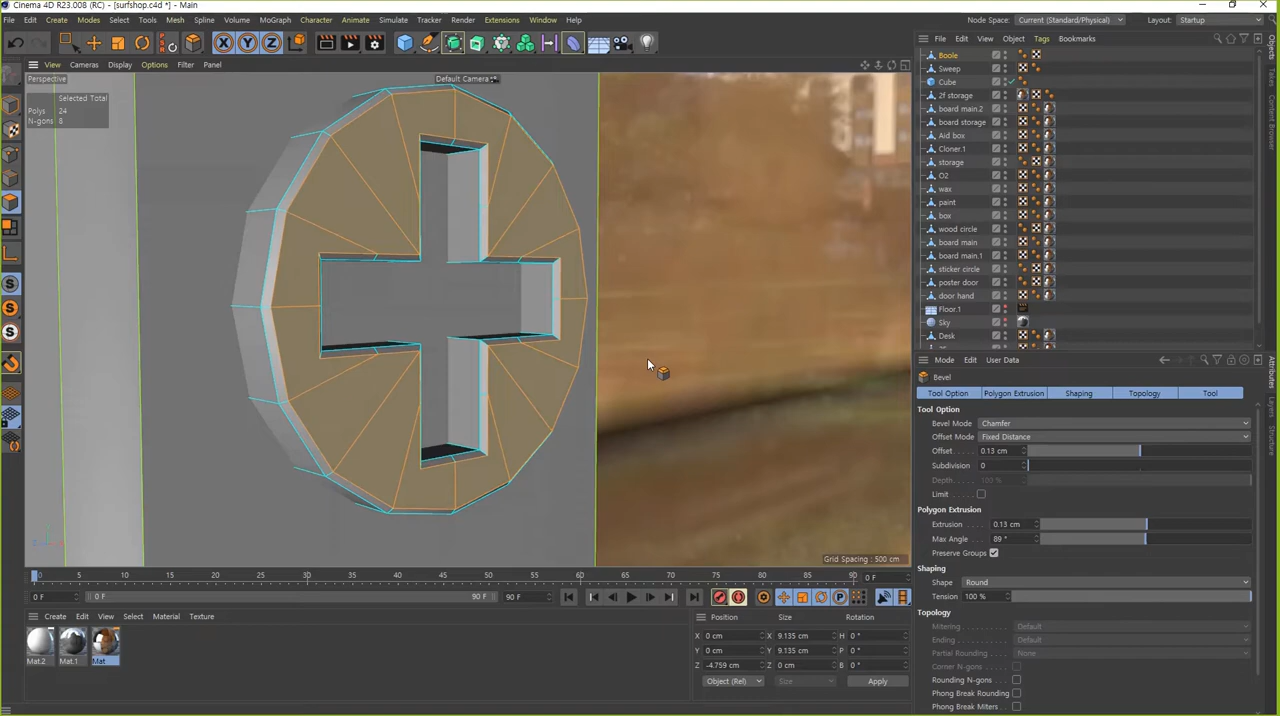 Cinema 4D R23.008 (RC) - [surfshop.c4d *] - Main
File Edit Create Modes Select Tools Mesh Spline Volume MoGraph Character Animate Simulate Tracker Render Extensions Window Help
Node Space: Current (Standard/Physical) Layout: Startup
View Cameras Display Options Filter Panel
Perspective
Default Camera
Selected Total
Polys 24
N-gons 8
Grid Spacing : 500 cm
File Edit View Object Tags Bookmarks
Boole
Sweep
Cube
2f storage
board main.2
board storage
Aid box
Cloner.1
storage
O2
wax
paint
box
wood circle
board main
board main.1
sticker circle
poster door
door hand
Floor.1
Sky
Desk
Objects
Takes
Content Browser
Attributes
Layers
Structure
Mode Edit User Data
Bevel
Tool Option Polygon Extrusion Shaping Topology Tool
Tool Option
Bevel Mode Chamfer
Offset Mode Fixed Distance
Offset 0.13 cm
Subdivision 0
Depth 100 %
Limit
Polygon Extrusion
Extrusion 0.13 cm
Max Angle 89 °
Preserve Groups
Shaping
Shape Round
Tension 100 %
Topology
Mitering Default
Ending Default
Partial Rounding None
Corner N-gons
Rounding N-gons
Phong Break Rounding
Phong Break Miters
0 5 10 15 20 25 30 35 40 45 50 55 60 65 70 75 80 85 90 0 F
0 F 0 F 90 F 90 F
Create Edit View Select Material Texture
Mat.2 Mat.1 Mat
Position Size Rotation
X 0 cm X 9.135 cm H 0 °
Y 0 cm Y 9.135 cm P 0 °
Z -4.759 cm Z 0 cm B 0 °
Object (Rel) Size Apply